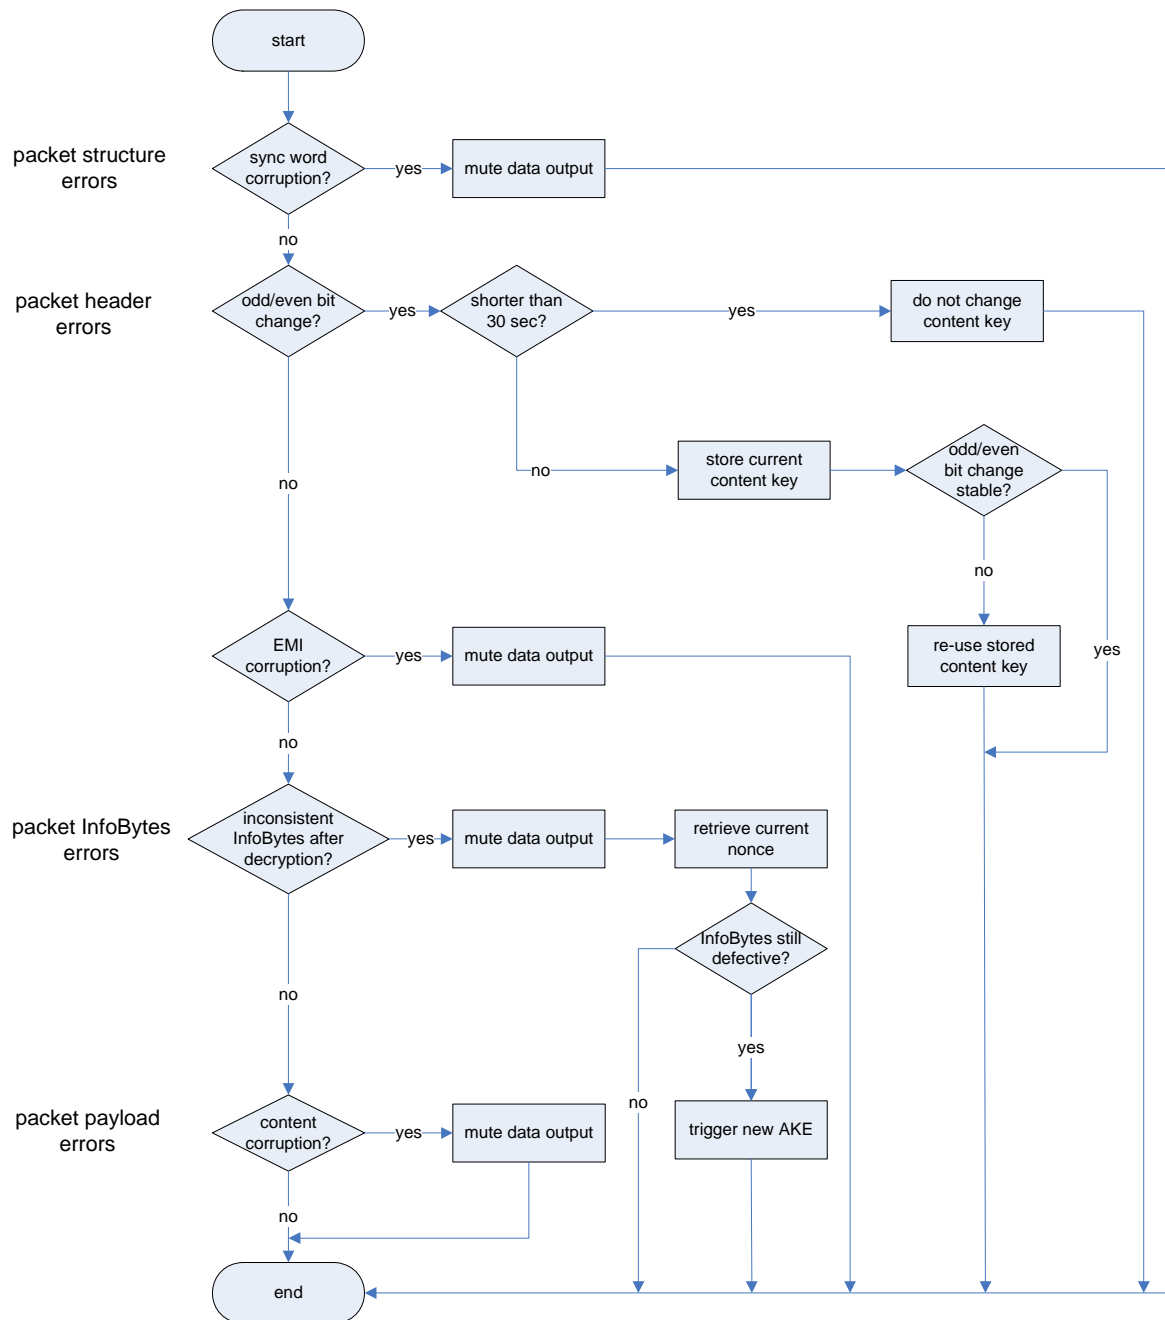 start
packet structure
errors
sync word
corruption?
yes
mute data output
no
packet header
errors
odd/even bit
change?
yes
shorter than
30 sec?
yes
do not change
content key
no
no
store current
content key
odd/even
bit change
stable?
no
yes
re-use stored
content key
EMI
corruption?
yes
mute data output
no
packet InfoBytes
errors
inconsistent
InfoBytes after
decryption?
yes
mute data output
retrieve current
nonce
InfoBytes still
defective?
no
yes
no
trigger new AKE
packet payload
errors
content
corruption?
yes
mute data output
no
end